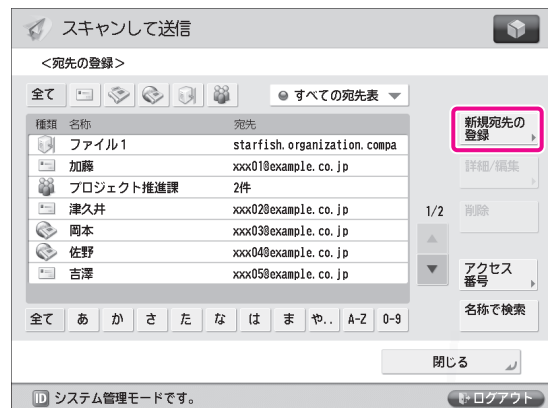 スキャンして送信
<宛先の登録>
全て
すべての宛先表
種類 名称 宛先
ファイル1 starfish.organization.compa
加藤 xxx01@example.co.jp
プロジェクト推進課 2件
津久井 xxx02@example.co.jp
岡本 xxx03@example.co.jp
佐野 xxx04@example.co.jp
吉澤 xxx05@example.co.jp
1/2
新規宛先の
登録
詳細/編集
削除
アクセス
番号
名称で検索
全て あ か さ た な は ま や.. A-Z 0-9
閉じる
ID システム管理モードです。
ログアウト